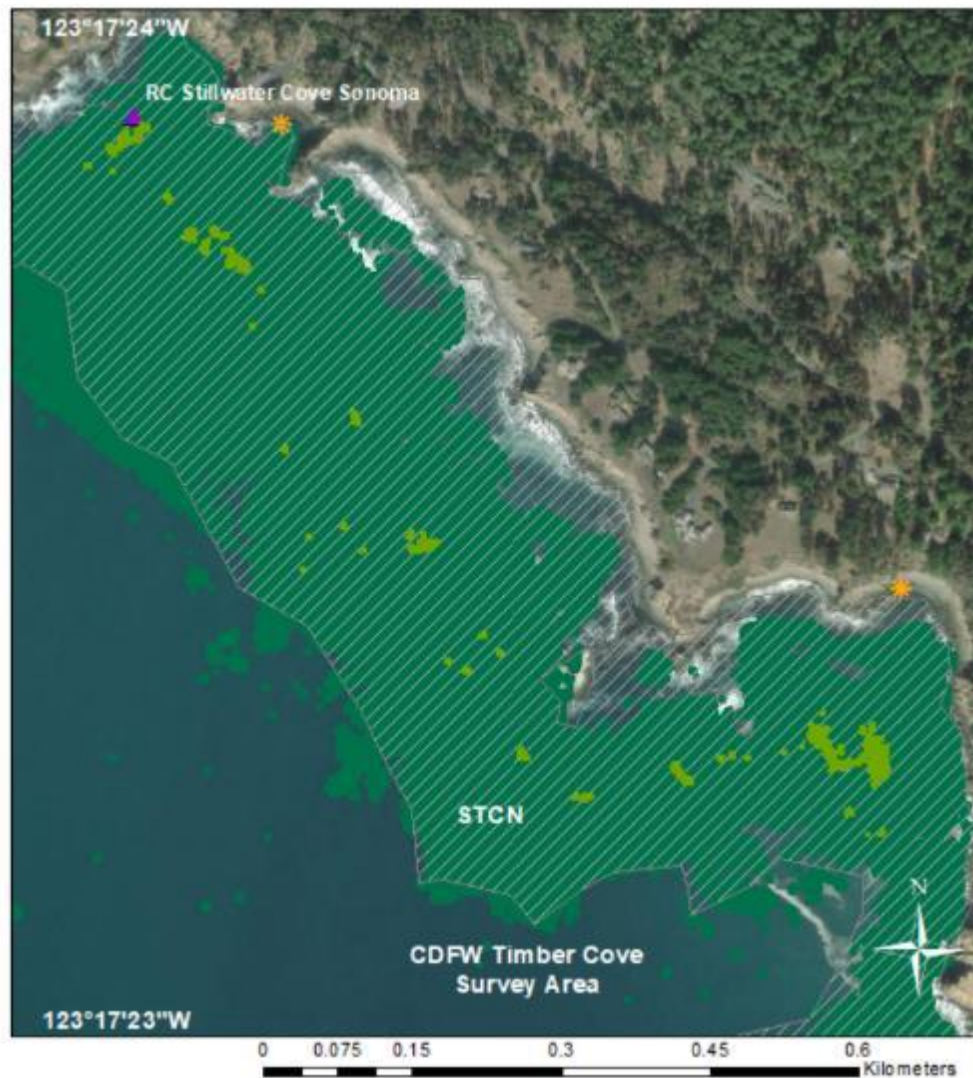 123°17'24"W
RC Stillwater Cove Sonoma
STCN
N
CDFW Timber Cove
Survey Area
123°17'23"W
0 0.075 0.15 0.3 0.45 0.6
Kilometers